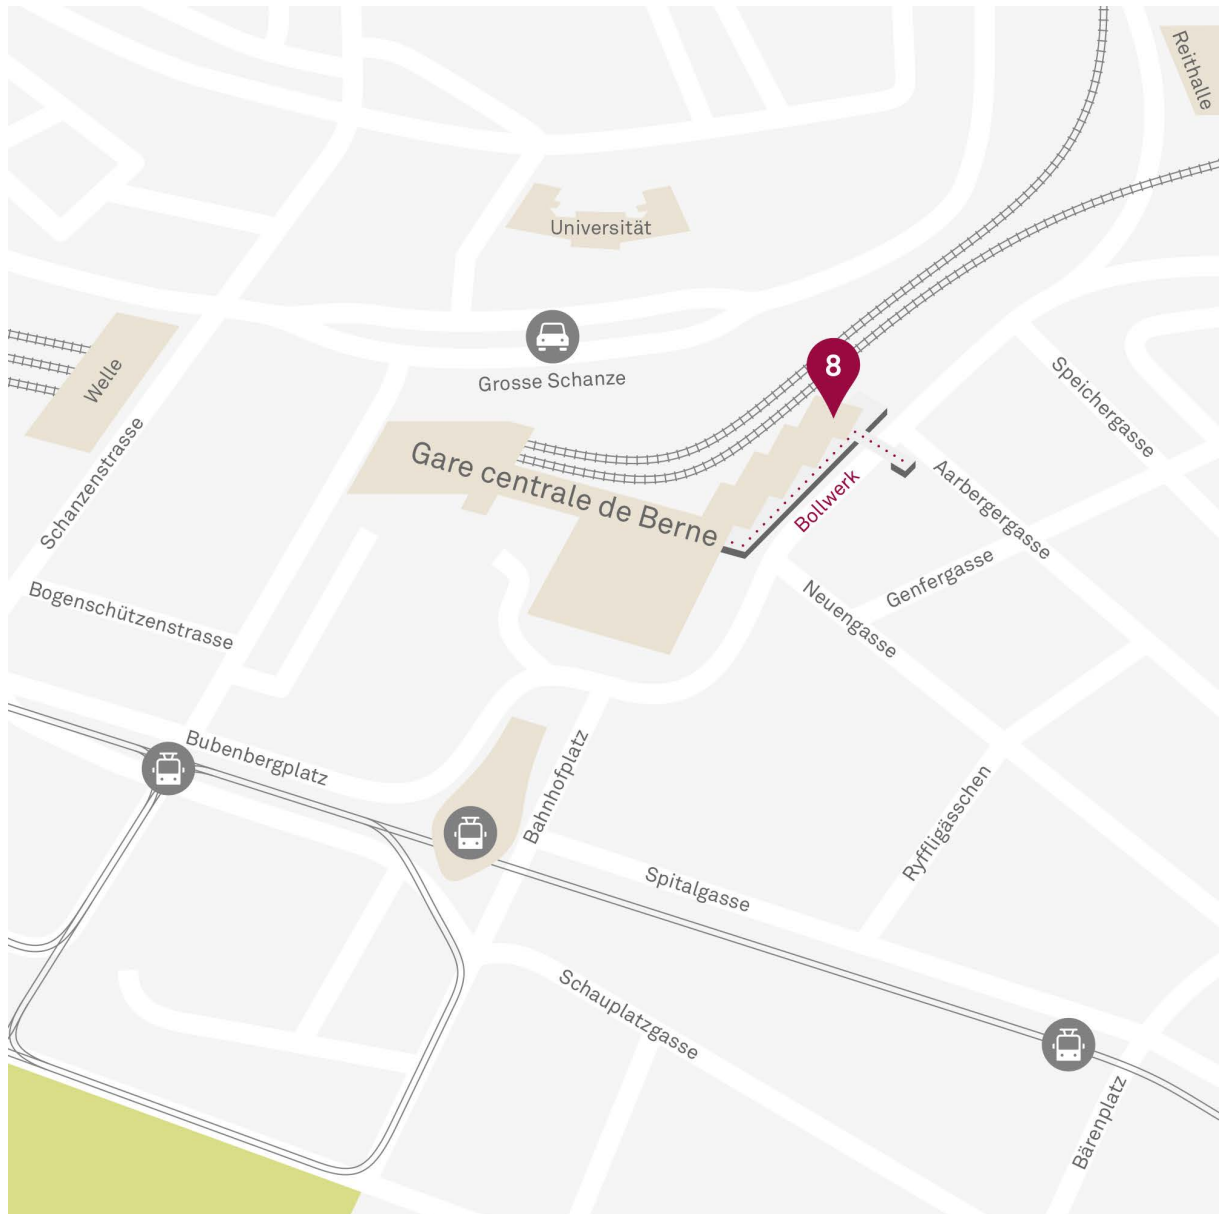 Reithalle
Universität
Welle
Grosse Schanze
8
Speichergasse
Schanzenstrasse
Gare centrale de Berne
Bollwerk
Aarbergergasse
Genfergasse
Neuengasse
Bogenschützenstrasse
Bubenbergplatz
Bahnhofplatz
Ryffligässchen
Spitalgasse
Schauplatzgasse
Bärenplatz